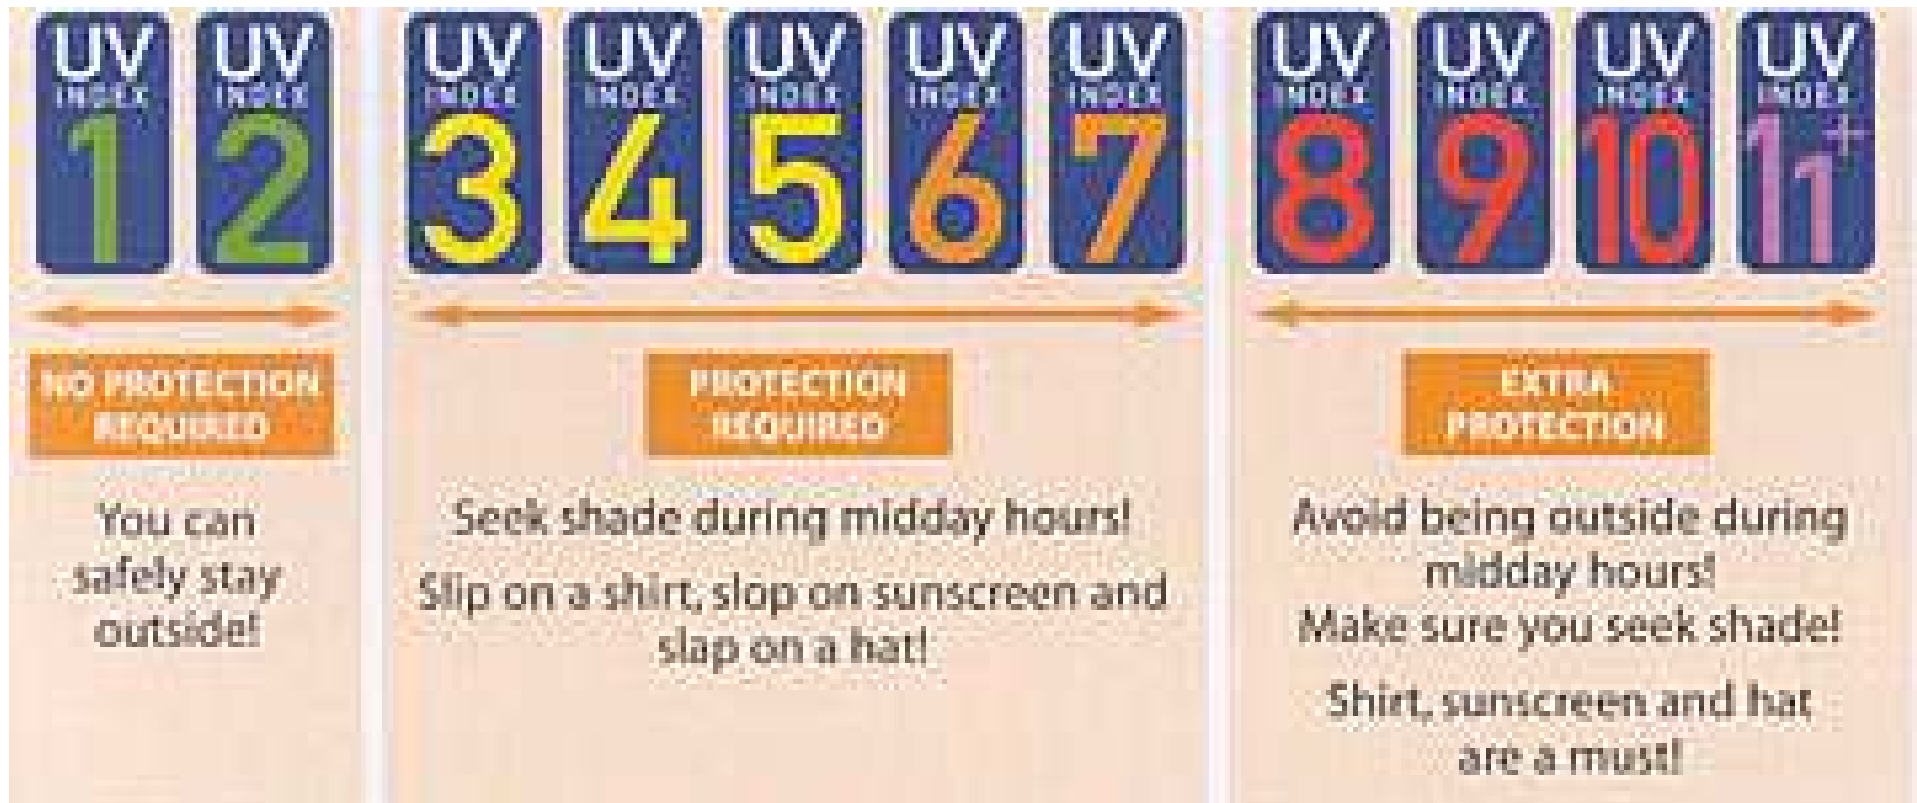 UV INDEX 1
UV INDEX 2
UV INDEX 3
UV INDEX 4
UV INDEX 5
UV INDEX 6
UV INDEX 7
UV INDEX 8
UV INDEX 9
UV INDEX 10
UV INDEX 11+
NO PROTECTION
REQUIRED
You can
safely stay
outside!
PROTECTION
REQUIRED
Seek shade during midday hours!
Slip on a shirt, slop on sunscreen and
slap on a hat!
EXTRA
PROTECTION
Avoid being outside during
midday hours!
Make sure you seek shade!
Shirt, sunscreen and hat
are a must!